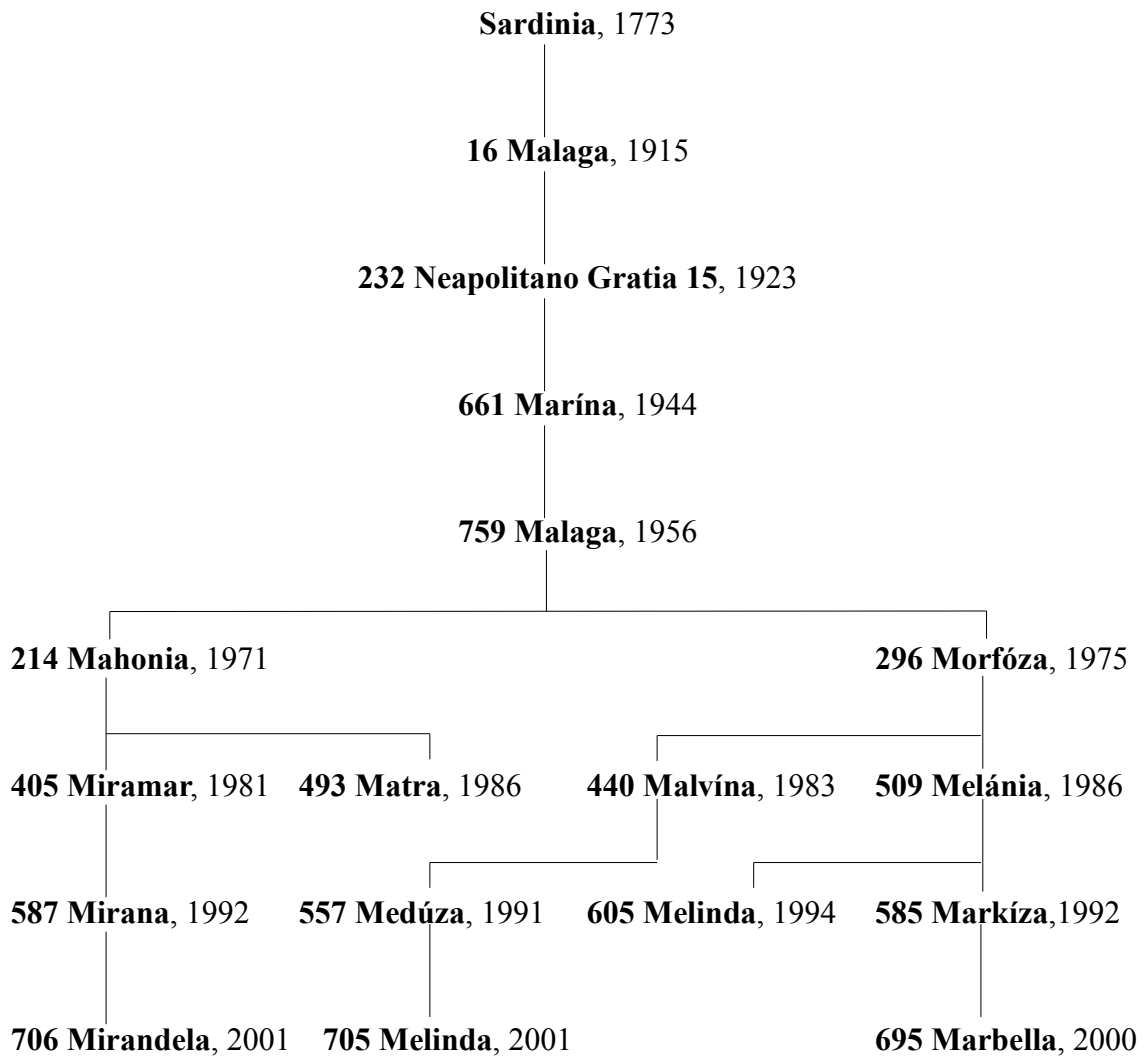 Sardinia, 1773
16 Malaga, 1915
232 Neapolitano Gratia 15, 1923
661 Marína, 1944
759 Malaga, 1956
214 Mahonia, 1971 296 Morfóza, 1975
405 Miramar, 1981 493 Matra, 1986 440 Malvína, 1983 509 Melánia, 1986
587 Mirana, 1992 557 Medúza, 1991 605 Melinda, 1994 585 Markíza,1992
706 Mirandela, 2001 705 Melinda, 2001 695 Marbella, 2000